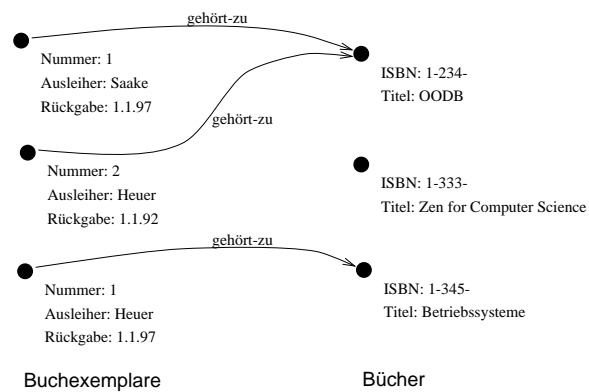 gehört-zu
Nummer: 1
Ausleiher: Saake
Rückgabe: 1.1.97
ISBN: 1-234-
Titel: OODB
gehört-zu
Nummer: 2
Ausleiher: Heuer
Rückgabe: 1.1.92
ISBN: 1-333-
Titel: Zen for Computer Science
gehört-zu
Nummer: 1
Ausleiher: Heuer
Rückgabe: 1.1.97
ISBN: 1-345-
Titel: Betriebssysteme
Buchexemplare
Bücher